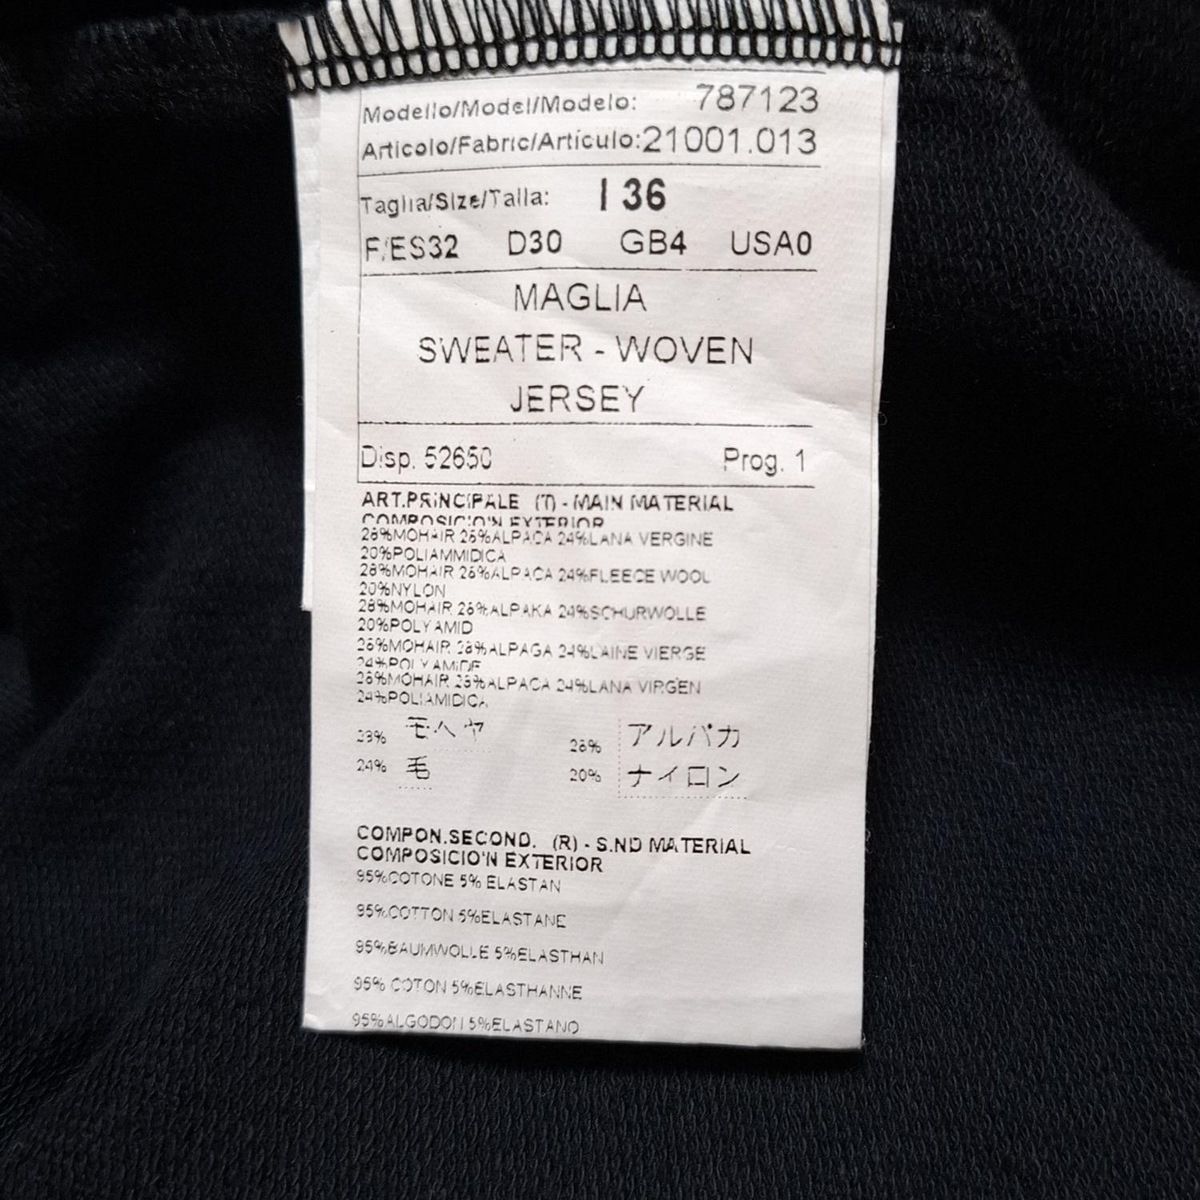 Modello/Model/Modelo: 787123
Articolo/Fabric/Artículo:21001.013
Taglia/Size/Talla: I 36
F/ES32 D30 GB4 USA0
MAGLIA
SWEATER - WOVEN
JERSEY
Disp. 52650 Prog. 1
ART.PRINCIPALE (T) - MAIN MATERIAL
COMPOSICIO'N EXTERIOR
28%MOHAIR 28%ALPACA 24%LANA VERGINE
20%POLIAMMIDICA
28%MOHAIR 28%ALPACA 24%FLEECE WOOL
20%NYLON
28%MOHAIR 28%ALPAKA 24%SCHURWOLLE
20%POLYAMID
28%MOHAIR 28%ALPAGA 24%LAINE VIERGE
24%POLYAMIDE
28%MOHAIR 28%ALPACA 24%LANA VIRGEN
24%POLIAMIDICA
モヘヤ 28% アルパカ
24% 毛 20% ナイロン
COMPON.SECOND. (R) - S.ND MATERIAL
COMPOSICIO'N EXTERIOR
95%COTONE 5% ELASTAN
95%COTTON 5%ELASTANE
95%BAUMWOLLE 5%ELASTHAN
95% COTON 5%ELASTHANNE
95%ALGODON 5%ELASTANO